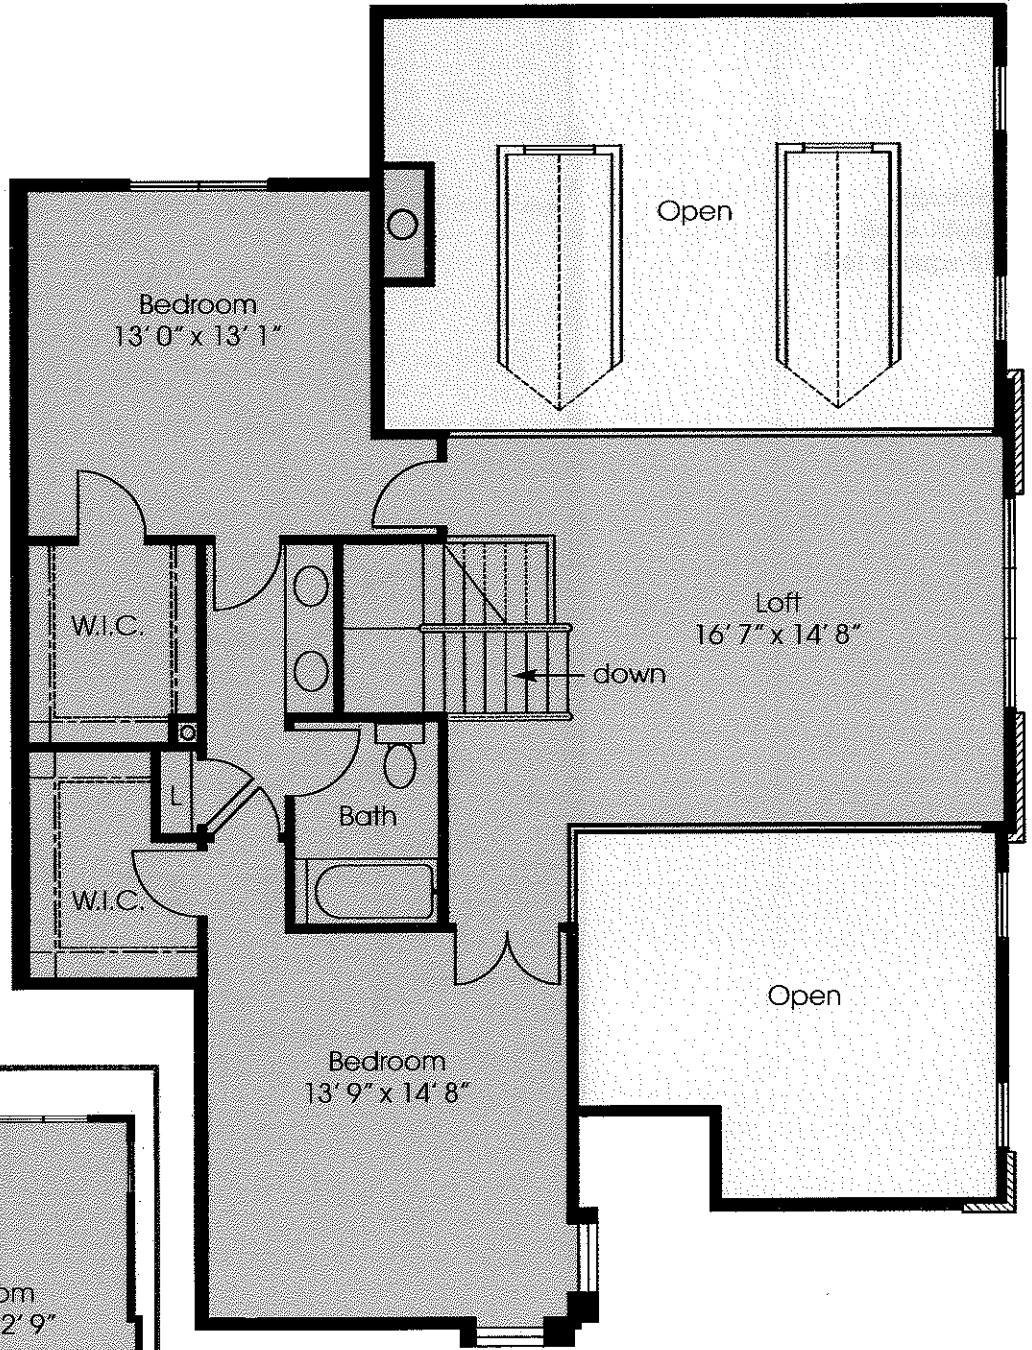 Open
Bedroom
13' 0" x 13' 1"
W.I.C.
Loft
16' 7" x 14' 8"
down
L
Bath
W.I.C.
Open
Bedroom
13' 9" x 14' 8"